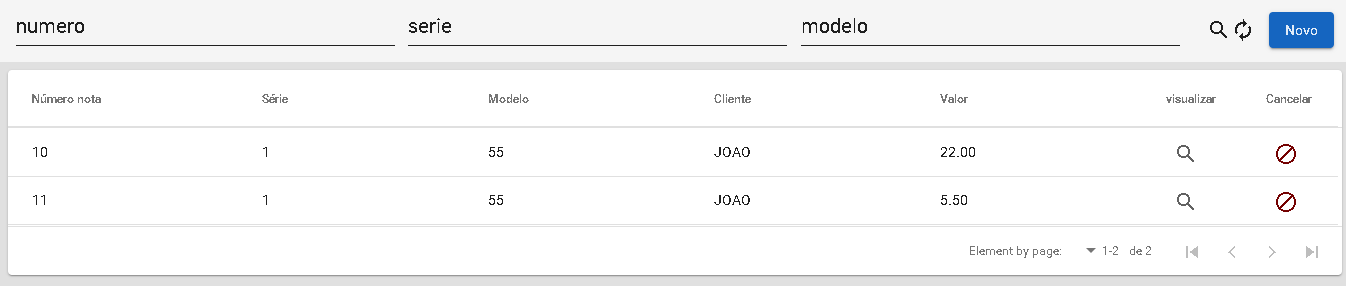 numero serie modelo Novo
Número nota Série Modelo Cliente Valor visualizar Cancelar
10 1 55 JOAO 22.00
11 1 55 JOAO 5.50
Element by page: 1-2 de 2